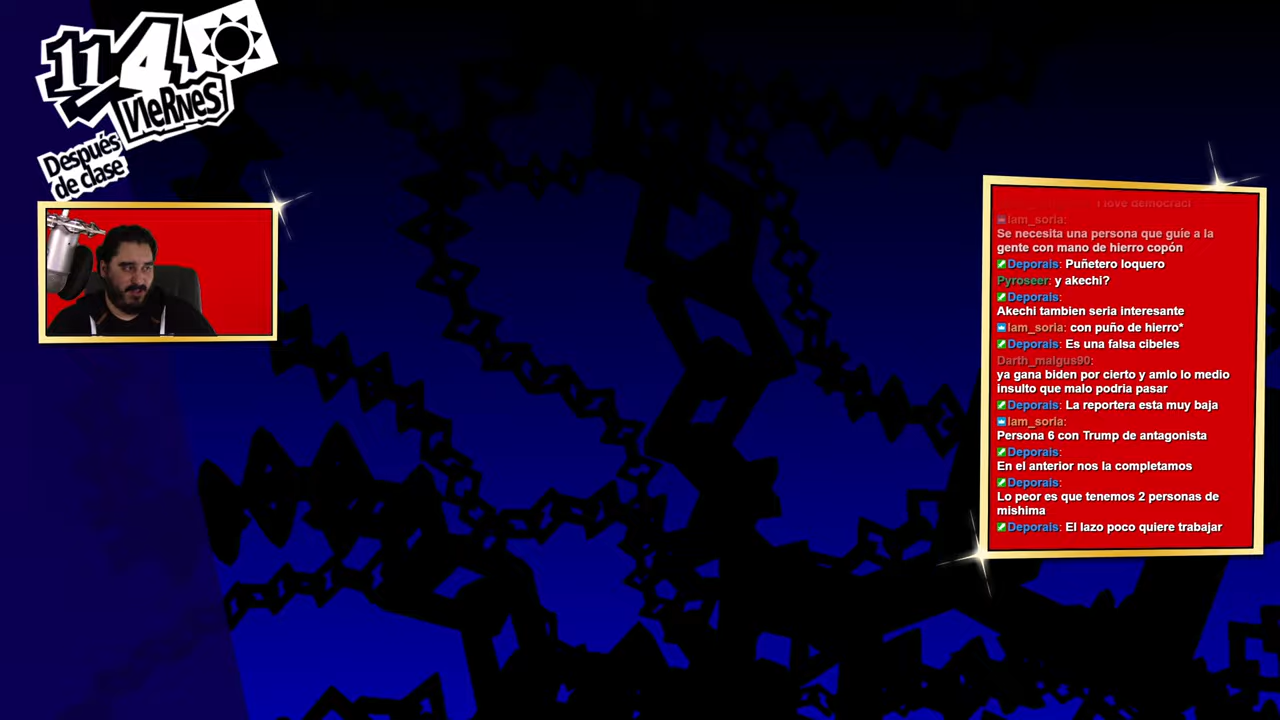 11/4
Viernes
Después
de clase
I love democraci
Iam_soria:
Se necesita una persona que guíe a la
gente con mano de hierro copón
Deporais: Puñetero loquero
Pyroseer: y akechi?
Deporais:
Akechi tambien seria interesante
Iam_soria: con puño de hierro*
Deporais: Es una falsa cibeles
Darth_malgus90:
ya gana biden por cierto y amlo lo medio
insulto que malo podria pasar
Deporais: La reportera esta muy baja
Iam_soria:
Persona 6 con Trump de antagonista
Deporais:
En el anterior nos la completamos
Deporais:
Lo peor es que tenemos 2 personas de
mishima
Deporais: El lazo poco quiere trabajar